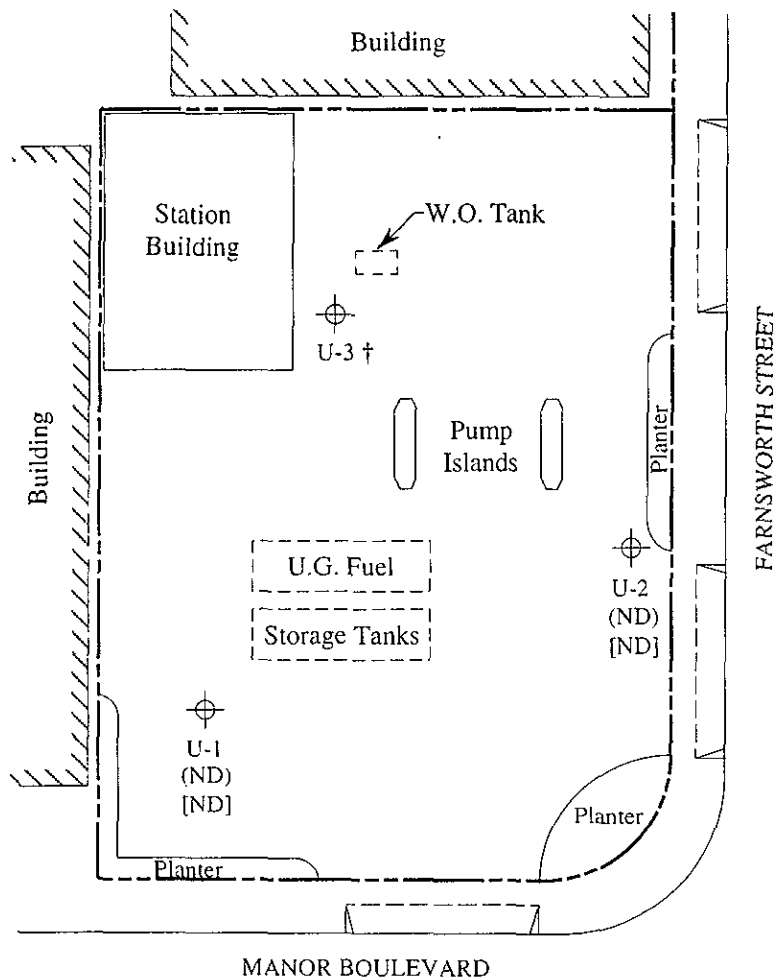 Building
Station
Building
W.O. Tank
U-3 †
Building
Pump
Islands
Planter
FARNSWORTH STREET
U.G. Fuel
Storage Tanks
U-2
(ND)
[ND]
U-1
(ND)
[ND]
Planter
Planter
MANOR BOULEVARD